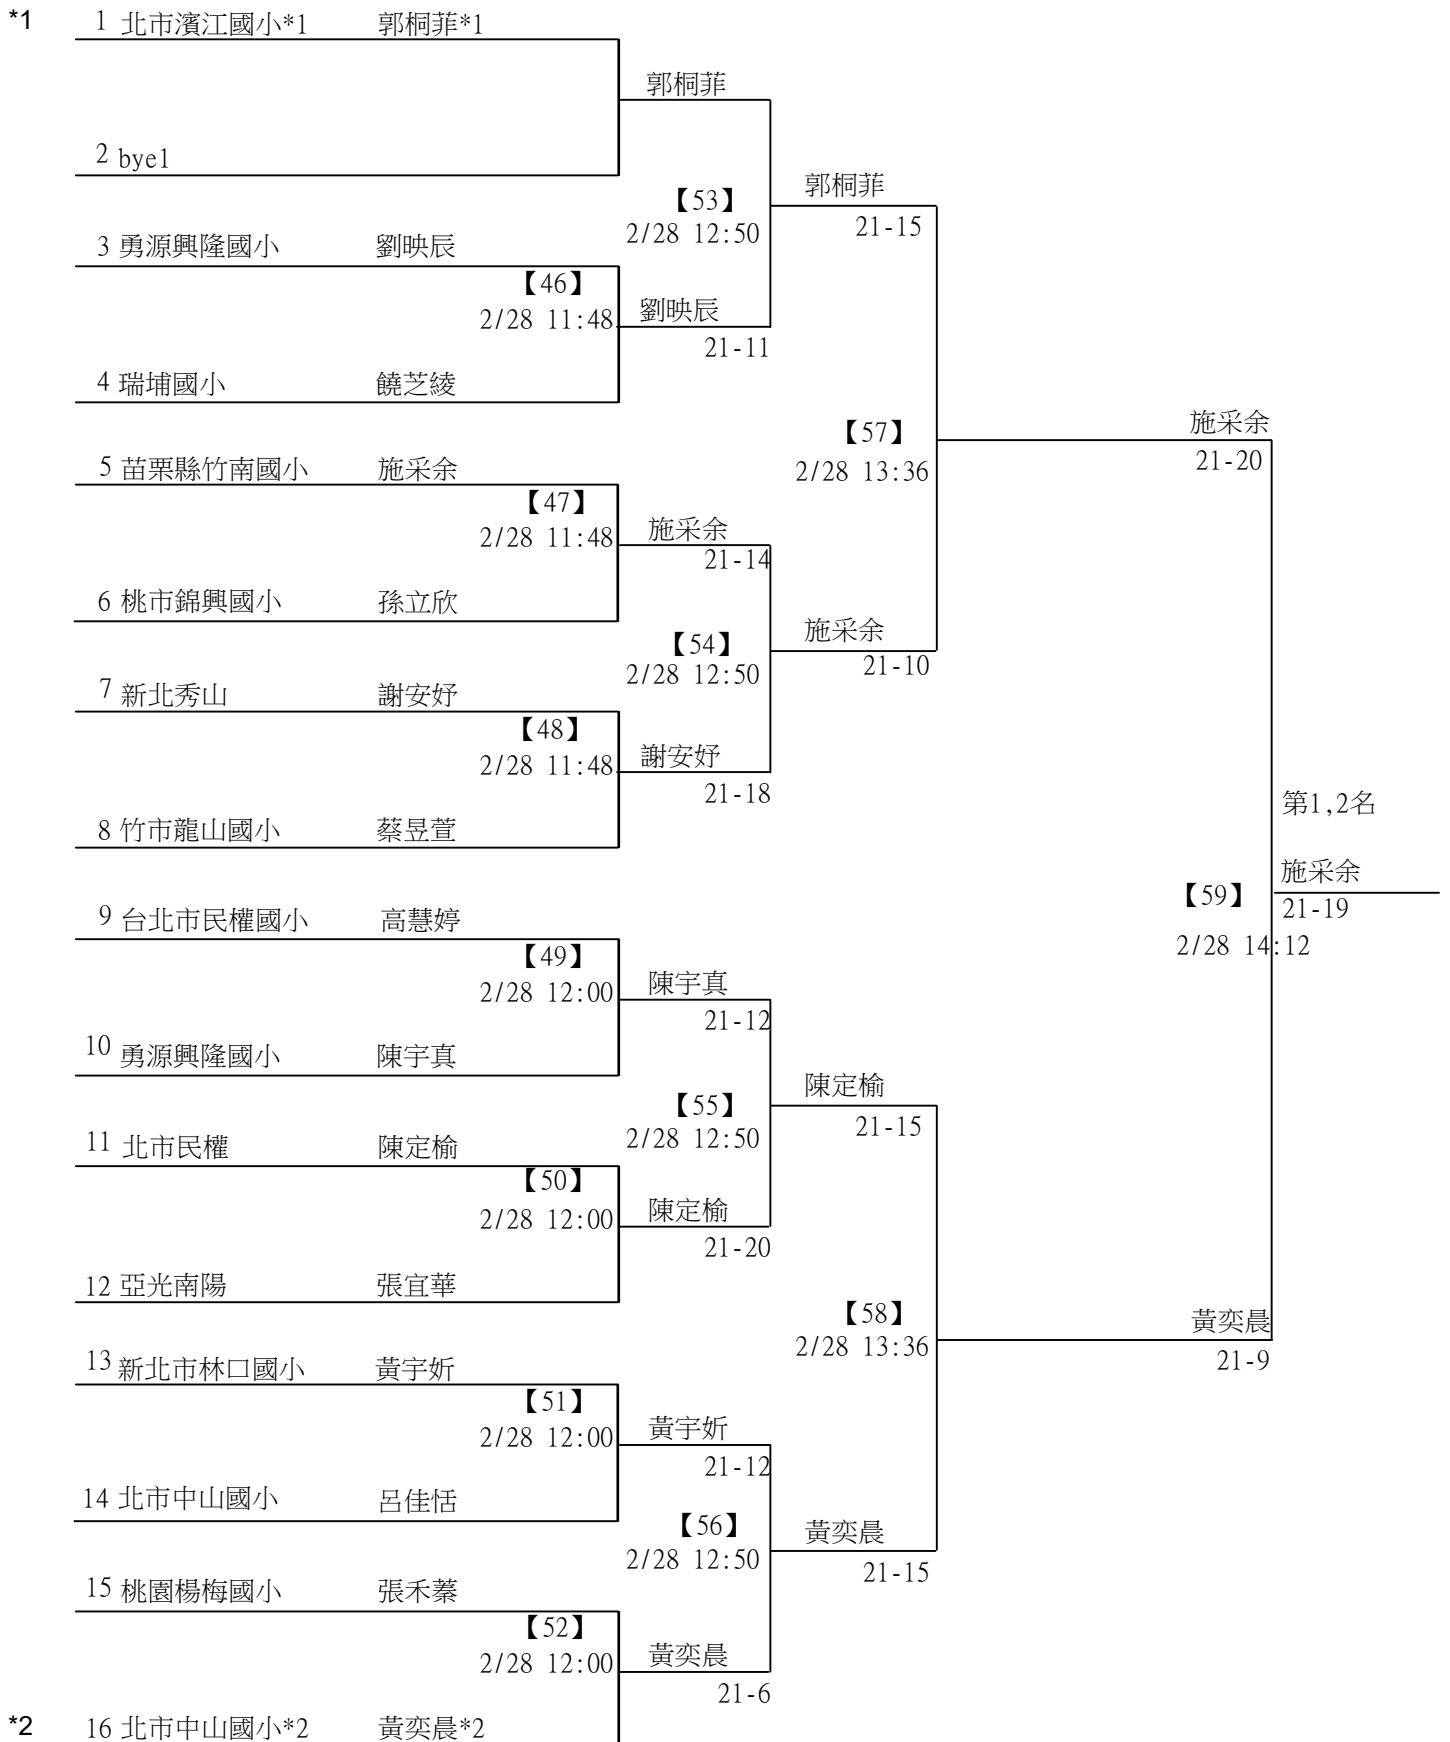 *1 1 北市濱江國小*1 郭桐菲*1
郭桐菲
2 bye1
郭桐菲
【53】
2/28 12:50
21-15
3 勇源興隆國小 劉映辰
【46】
2/28 11:48
劉映辰
21-11
4 瑞埔國小 饒芝綾
施采余
21-20
【57】
2/28 13:36
5 苗栗縣竹南國小 施采余
【47】
2/28 11:48
施采余
21-14
6 桃市錦興國小 孫立欣
施采余
21-10
【54】
2/28 12:50
7 新北秀山 謝安妤
【48】
2/28 11:48
謝安妤
21-18
第1,2名
8 竹市龍山國小 蔡昱萱
施采余
21-19
【59】
2/28 14:12
9 台北市民權國小 高慧婷
【49】
2/28 12:00
陳宇真
21-12
10 勇源興隆國小 陳宇真
陳定榆
21-15
【55】
2/28 12:50
11 北市民權 陳定榆
【50】
2/28 12:00
陳定榆
21-20
12 亞光南陽 張宜華
【58】
2/28 13:36
黃奕晨
21-9
13 新北市林口國小 黃宇妡
【51】
2/28 12:00
黃宇妡
21-12
14 北市中山國小 呂佳恬
【56】
2/28 12:50
黃奕晨
21-15
15 桃園楊梅國小 張禾蓁
【52】
2/28 12:00
黃奕晨
21-6
*2 16 北市中山國小*2 黃奕晨*2